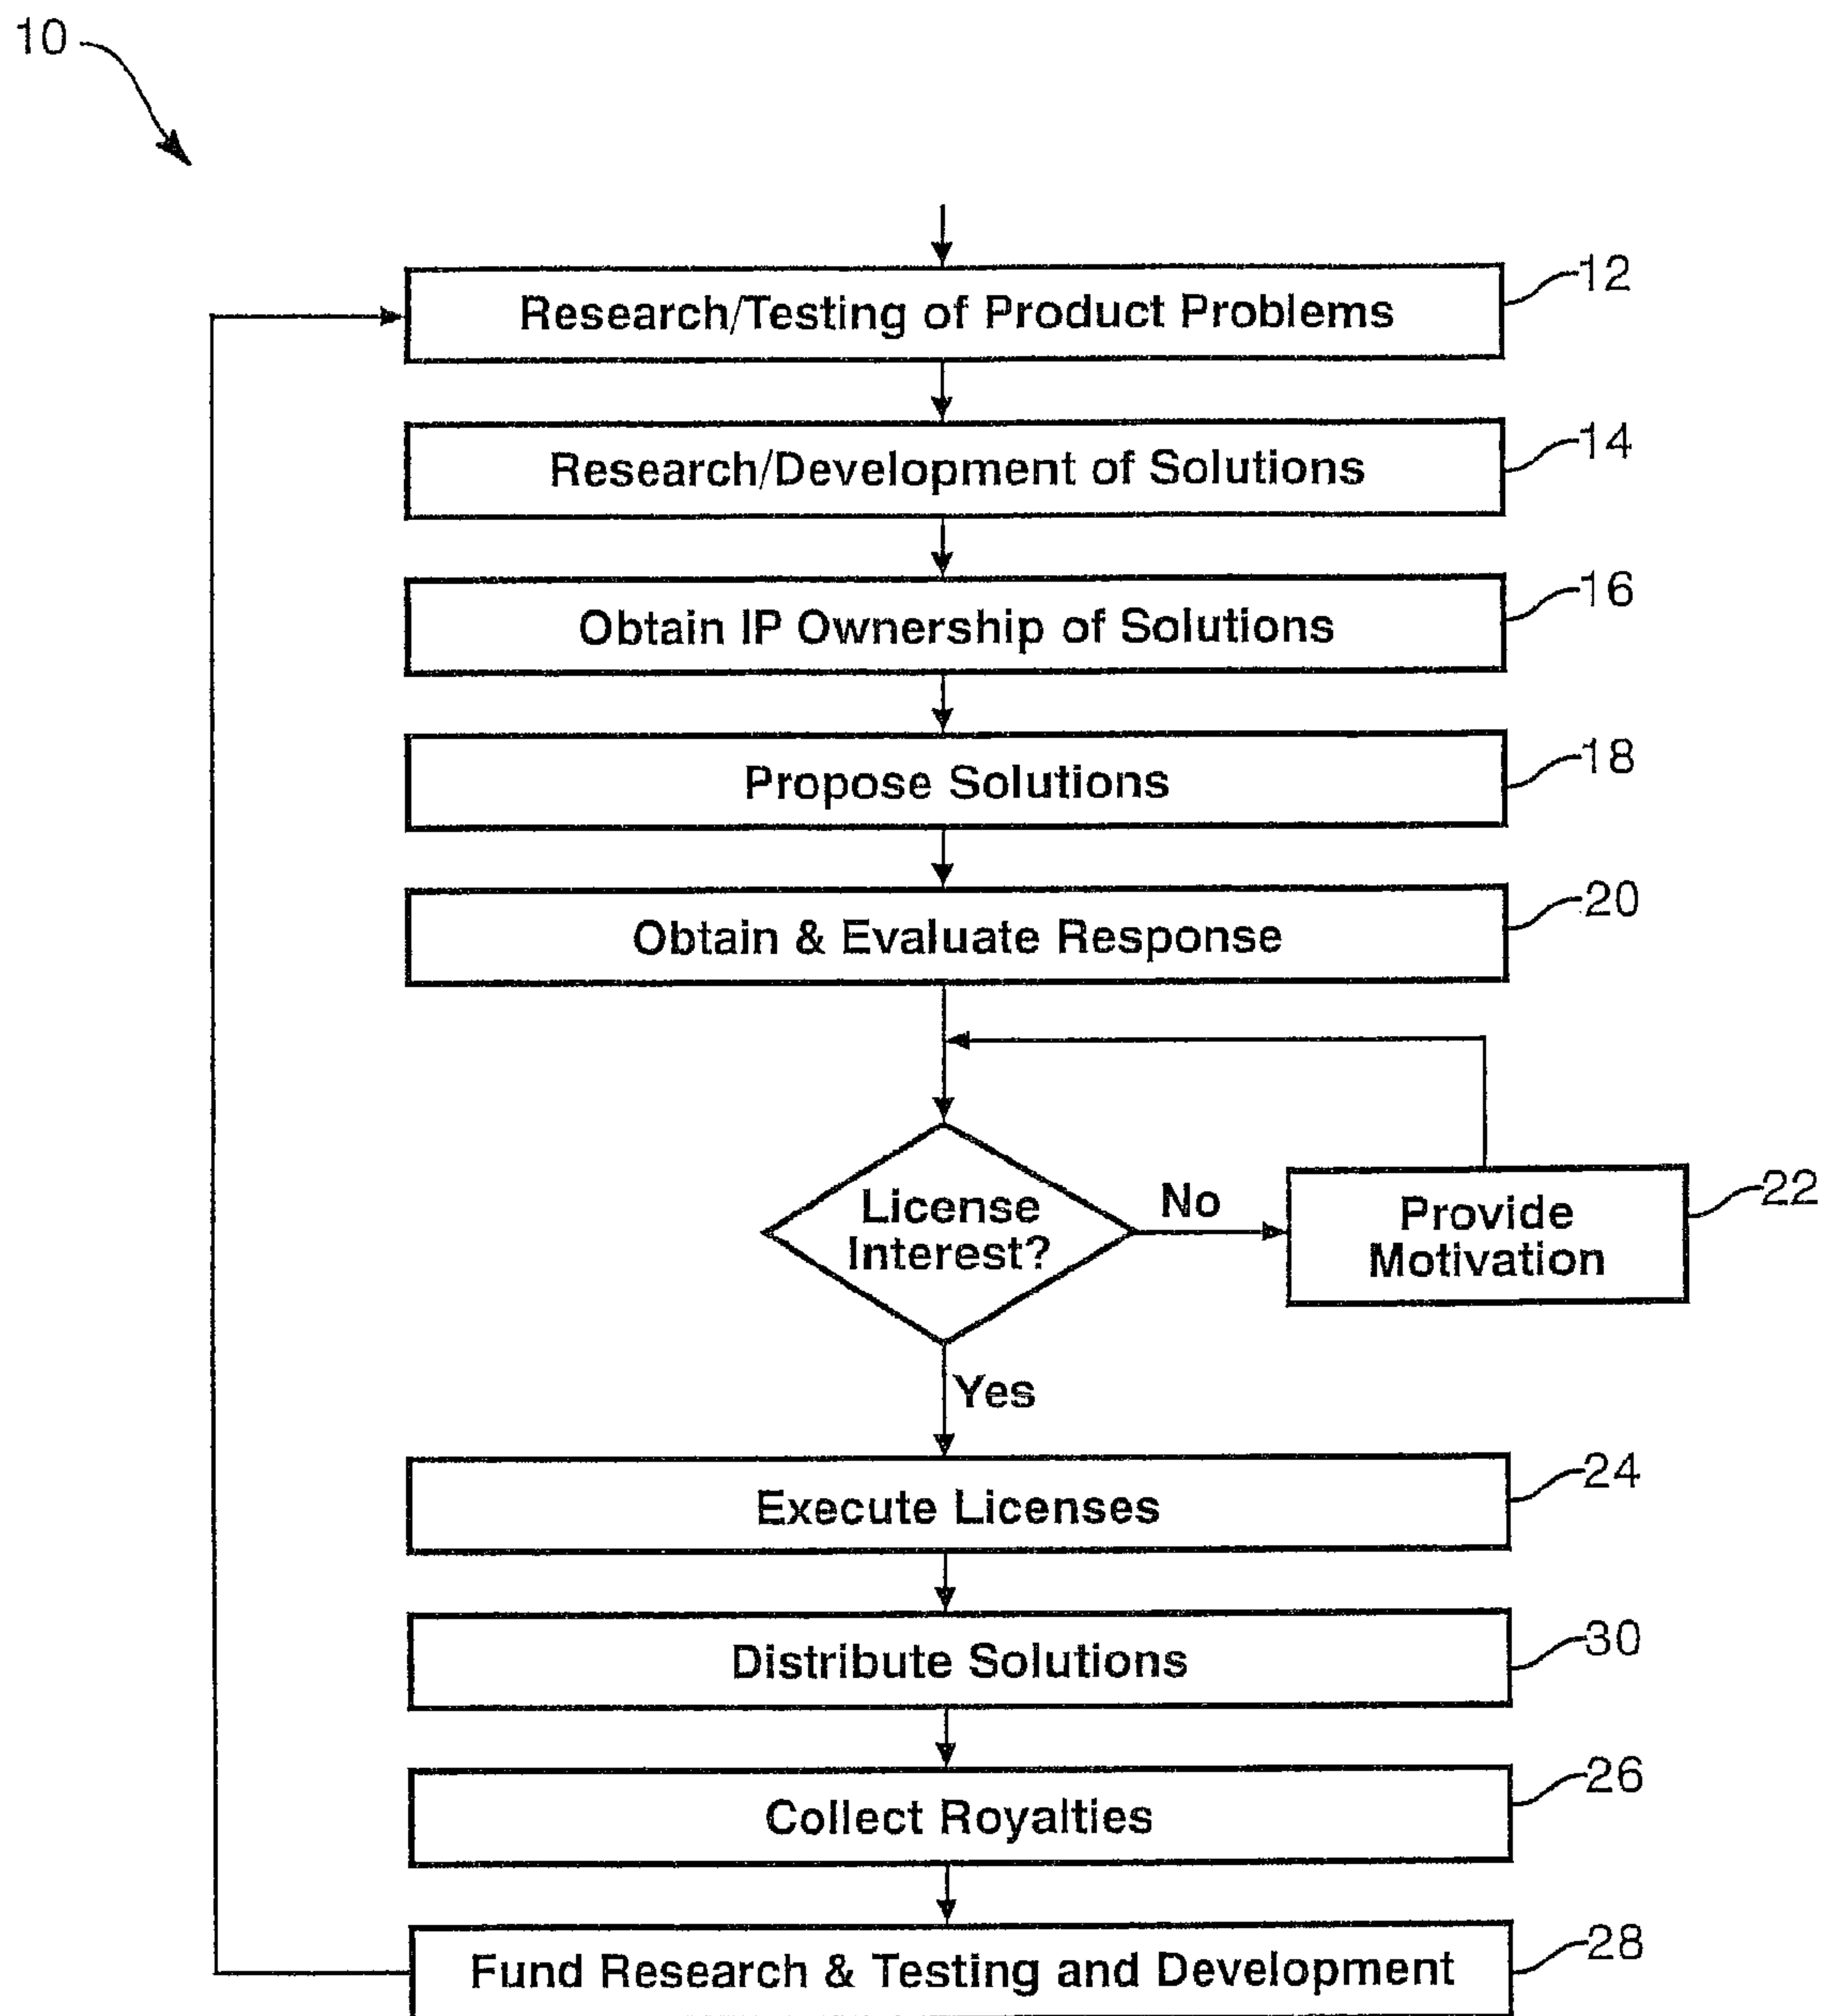 10
Research/Testing of Product Problems
12
Research/Development of Solutions
14
Obtain IP Ownership of Solutions
16
Propose Solutions
18
Obtain & Evaluate Response
20
License
Interest?
No
Provide
Motivation
22
Yes
Execute Licenses
24
Distribute Solutions
30
Collect Royalties
26
Fund Research & Testing and Development
28